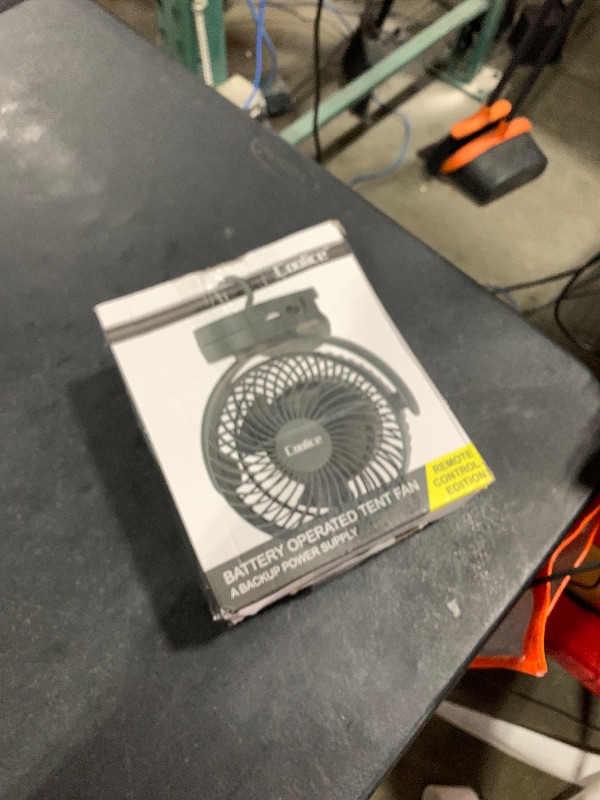 Coolice
Coolice
REMOTE
CONTROL
EDITION
BATTERY OPERATED TENT FAN
A BACKUP POWER SUPPLY